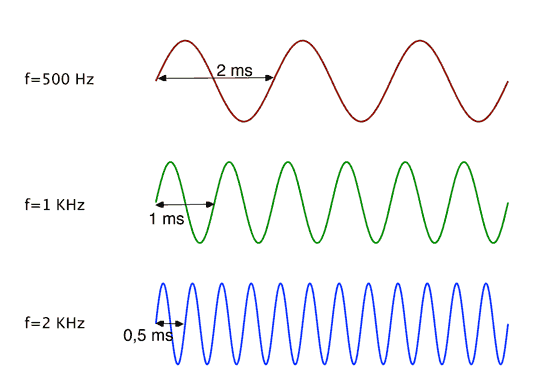 f=500 Hz
2 ms
f=1 KHz
1 ms
f=2 KHz
0,5 ms